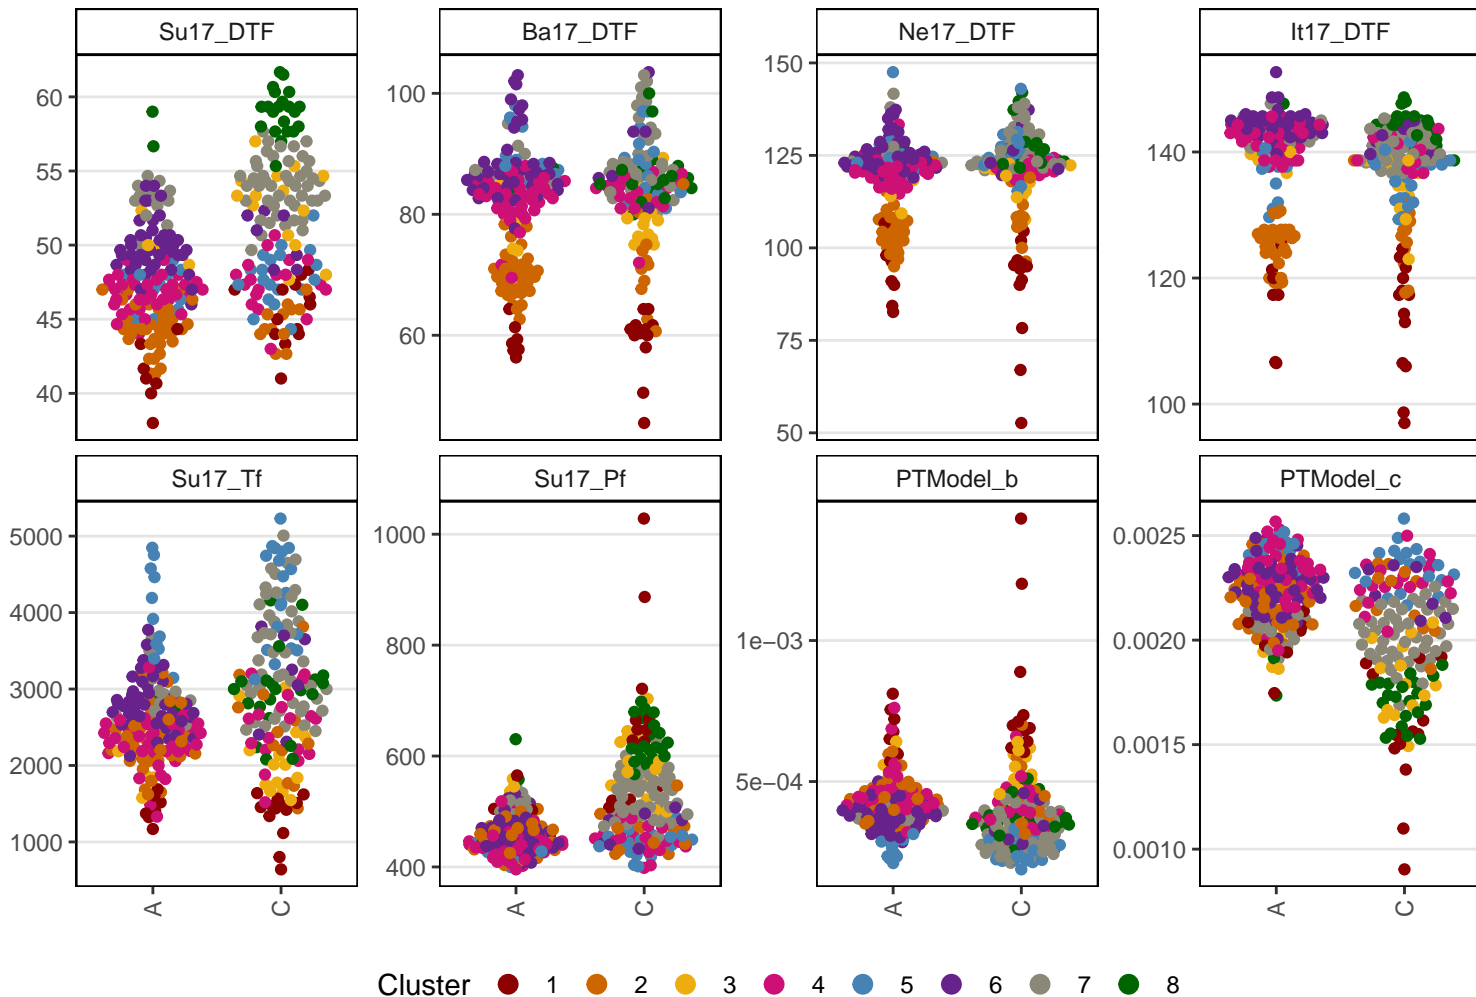 Su17_DTF Ba17_DTF Ne17_DTF It17_DTF
60 55 50 45 40
100 80 60
150 125 100 75 50
140 120 100
Su17_Tf Su17_Pf PTModel_b PTModel_c
5000 4000 3000 2000 1000
1000 800 600 400
1e−03 5e−04
0.0025 0.0020 0.0015 0.0010
A C A C A C A C
Cluster 1 2 3 4 5 6 7 8